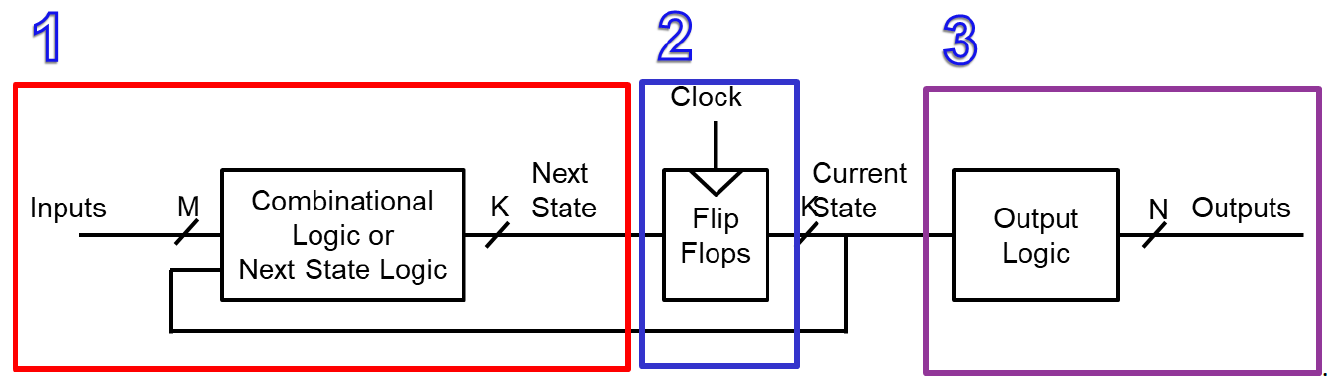 1
2
3
Clock
Inputs
M
Combinational
Logic or
Next State Logic
K
Next
State
Flip
Flops
K
Current
State
Output
Logic
N
Outputs
.